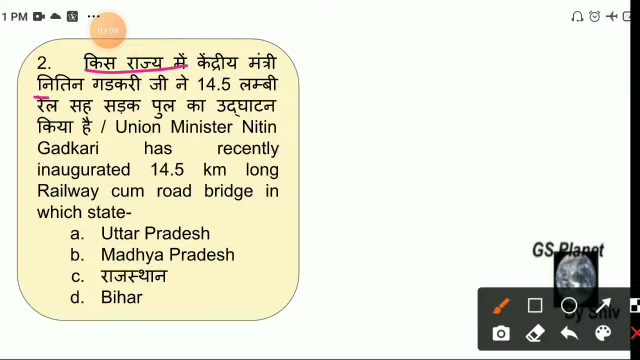 1 PM
03:04
2. किस राज्य में केंद्रीय मंत्री
नितिन गडकरी जी ने 14.5 लम्बी
रेल सह सड़क पुल का उद्घाटन
किया है / Union Minister Nitin
Gadkari has recently
inaugurated 14.5 km long
Railway cum road bridge in
which state-
a. Uttar Pradesh
b. Madhya Pradesh
c. राजस्थान
d. Bihar
GS Planet
By Shiv